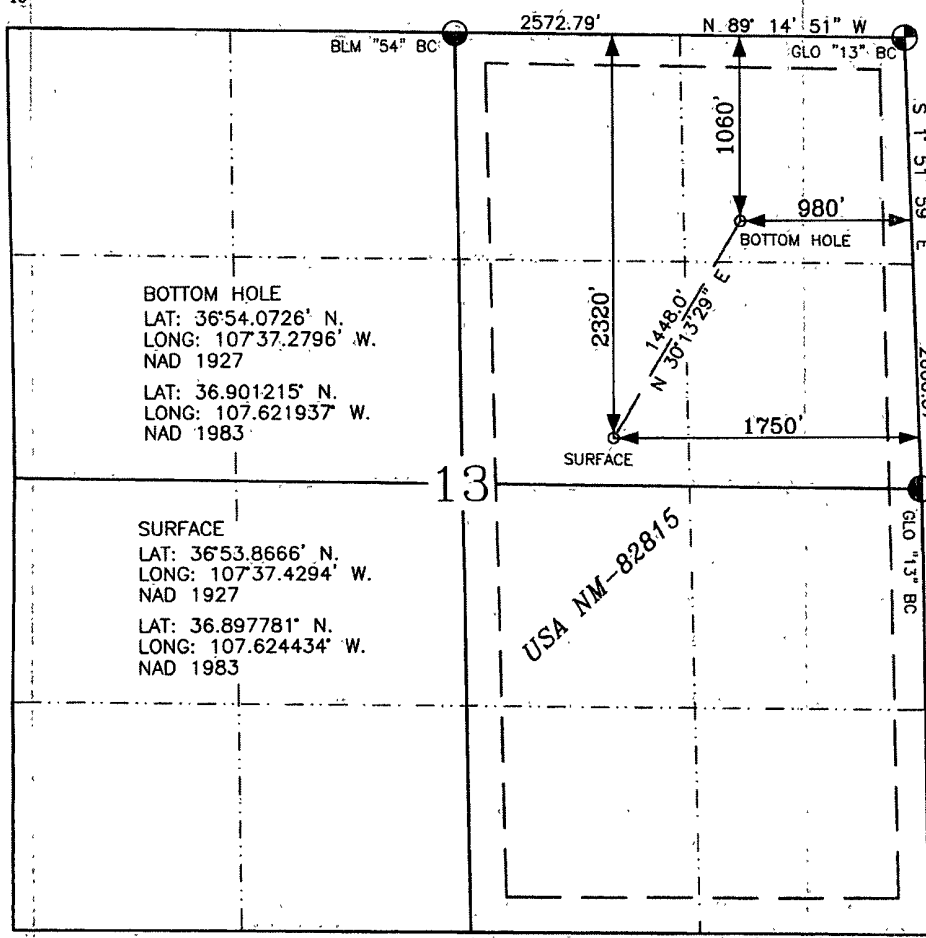 2572.79' N 89° 14' 51" W
BLM "54" BC
GLO "13" BC
S 1° 51' 59" E
1060'
980'
BOTTOM HOLE
2320'
1448.0'
N 30°13'29" E
1750'
SURFACE
BOTTOM HOLE
LAT: 36°54.0726' N.
LONG: 107°37.2796' W.
NAD 1927
LAT: 36.901215° N.
LONG: 107.621937° W.
NAD 1983
13
GLO "13" BC
SURFACE
LAT: 36°53.8666' N.
LONG: 107°37.4294' W.
NAD 1927
LAT: 36.897781° N.
LONG: 107.624434° W.
NAD 1983
USA NM-82815